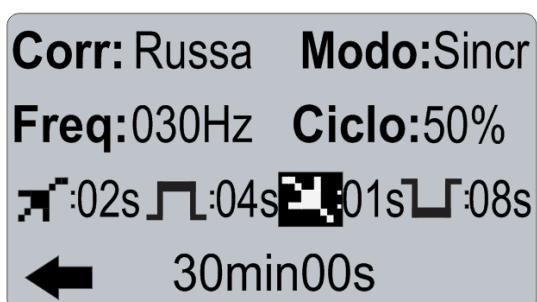 Corr: Russa Modo:Sincr
Freq:030Hz Ciclo:50%
:02s :04s :01s :08s
30min00s